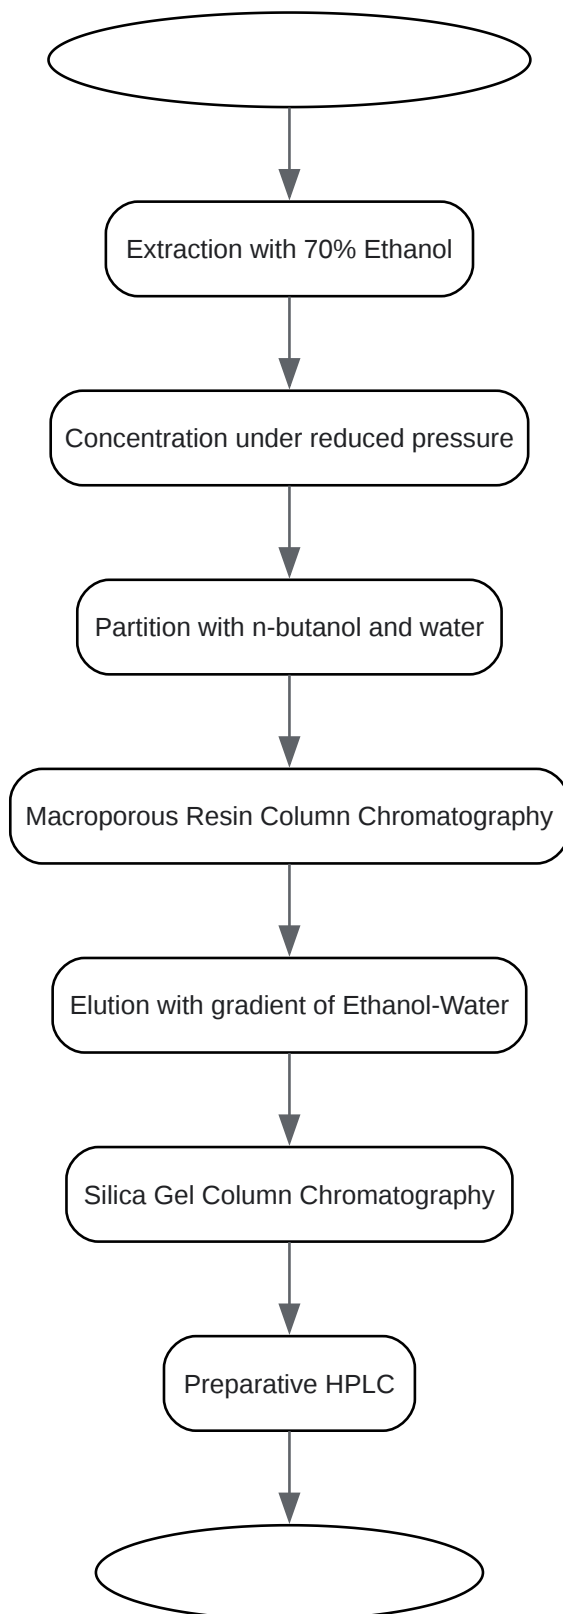 Extraction with 70% Ethanol
Concentration under reduced pressure
Partition with n-butanol and water
Macroporous Resin Column Chromatography
Elution with gradient of Ethanol-Water
Silica Gel Column Chromatography
Preparative HPLC